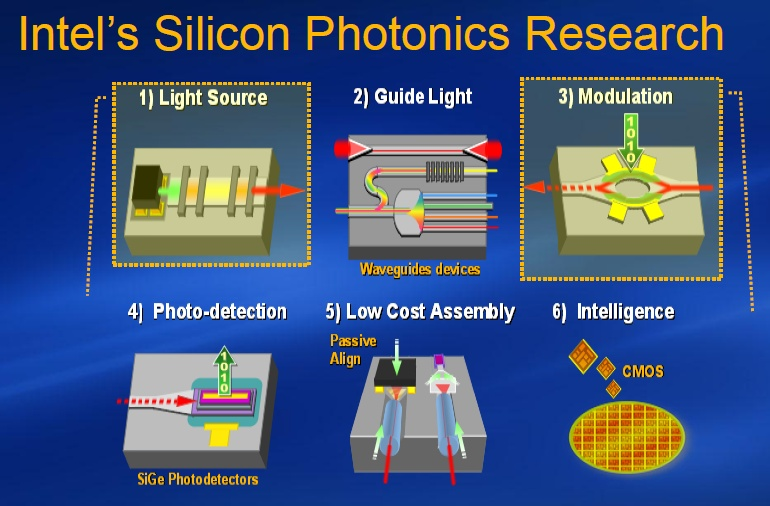 Intel's Silicon Photonics Research
1) Light Source
2) Guide Light
3) Modulation
1010
Waveguides devices
4) Photo-detection
5) Low Cost Assembly
6) Intelligence
Passive
Align
1010
CMOS
SiGe Photodetectors